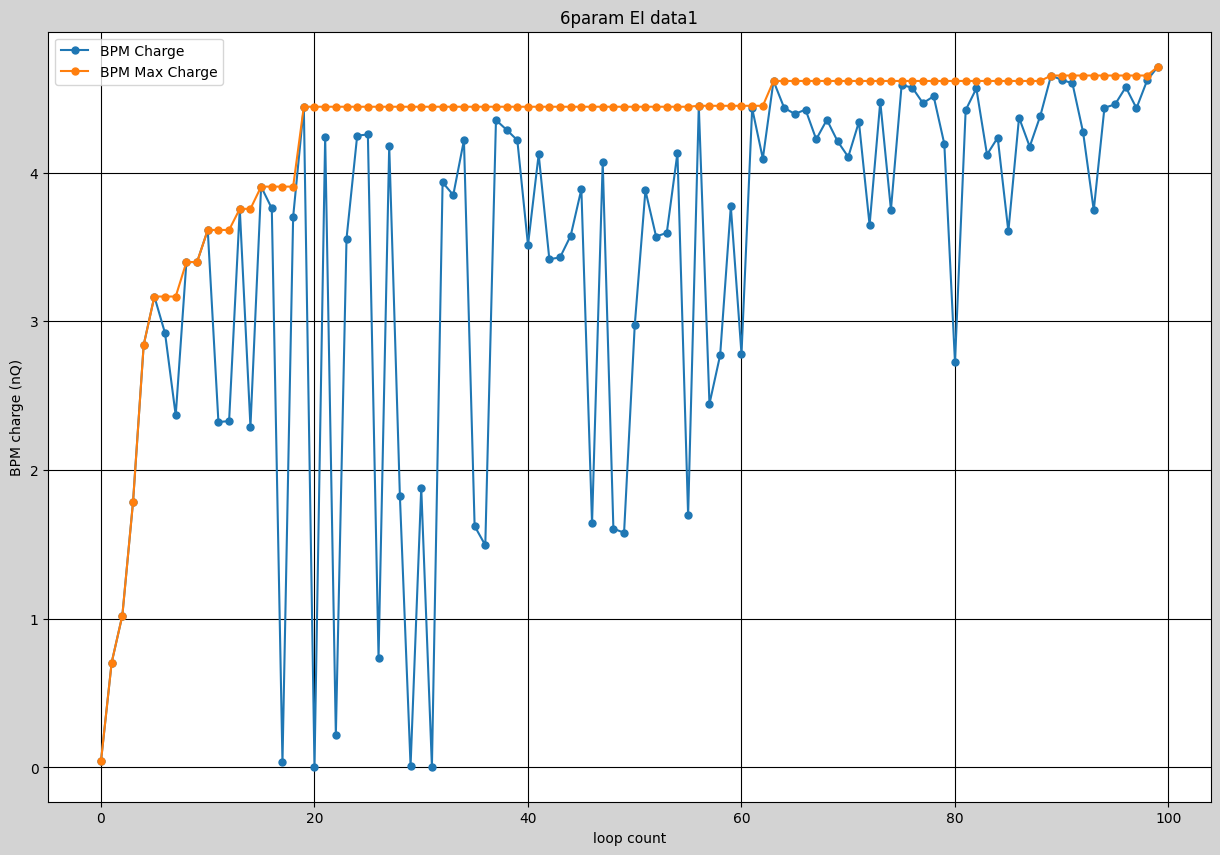 6param EI data1
BPM Charge
BPM Max Charge
BPM charge (nQ)
4
3
2
1
0
0 20 40 60 80 100
loop count